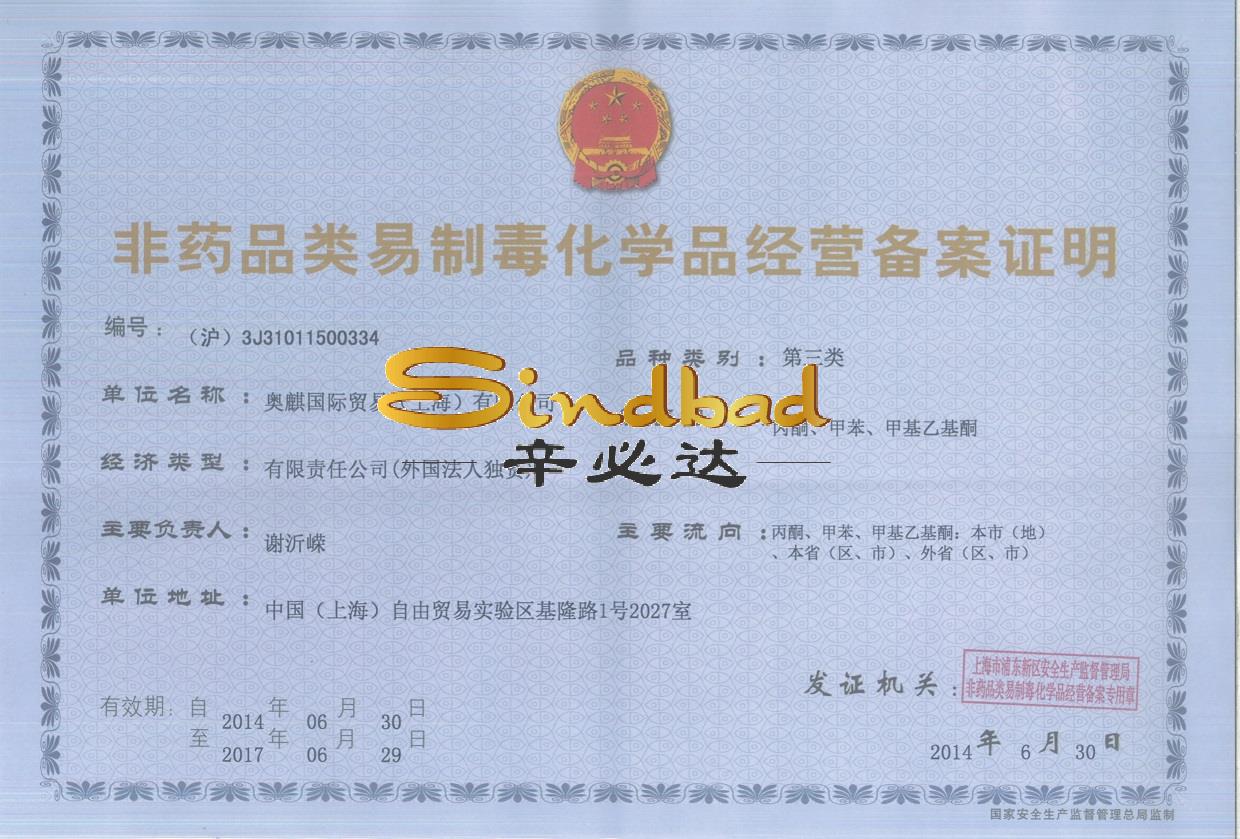 非药品类易制毒化学品经营备案证明
编号：（沪）3J31011500334
品种类别：第三类
单位名称：奥麒国际贸易（上海）有 司
丙酮、甲苯、甲基乙基酮
经济类型：有限责任公司(外国法人独资)
Sindbad
辛必达
主要负责人：谢沂嵘
主要流向：丙酮、甲苯、甲基乙基酮：本市（地）
、本省（区、市）、外省（区、市）
单位地址：中国（上海）自由贸易实验区基隆路1号2027室
发证机关：
上海市浦东新区安全生产监督管理局
非药品类易制毒化学品经营备案专用章
有效期：自 2014 年 06 月 30 日
至 2017 年 06 月 29 日
2014 年 6 月 30 日
国家安全生产监督管理总局监制